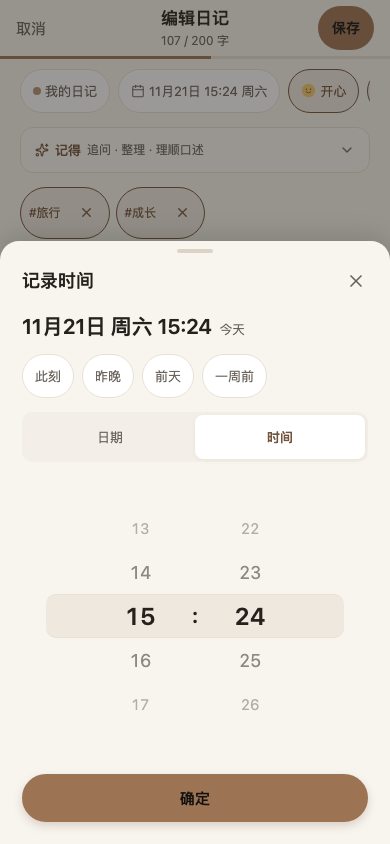 取消
编辑日记
保存
107 / 200 字
我的日记
11月21日 15:24 周六
开心
记得 追问 · 整理 · 理顺口述
#旅行
#成长
记录时间
11月21日 周六 15:24 今天
此刻
昨晚
前天
一周前
日期
时间
13 22
14 23
15 : 24
16 25
17 26
确定